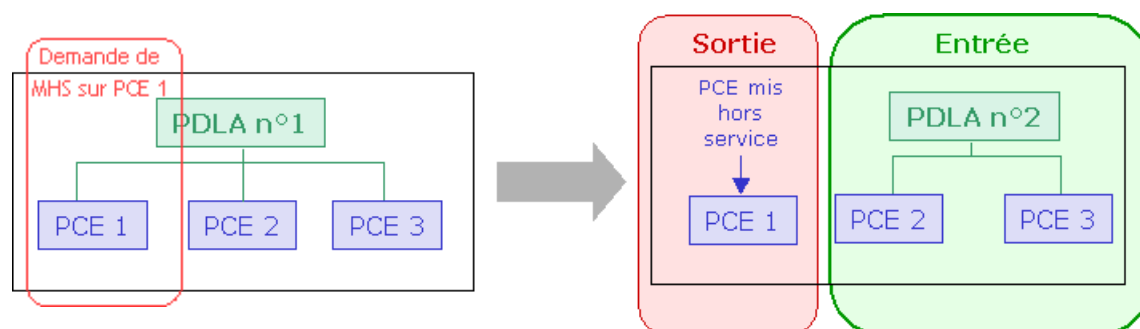 Demande de
MHS sur PCE 1
PDLA n°1
PCE 1
PCE 2
PCE 3
Sortie
Entrée
PCE mis
hors
service
PDLA n°2
PCE 1
PCE 2
PCE 3